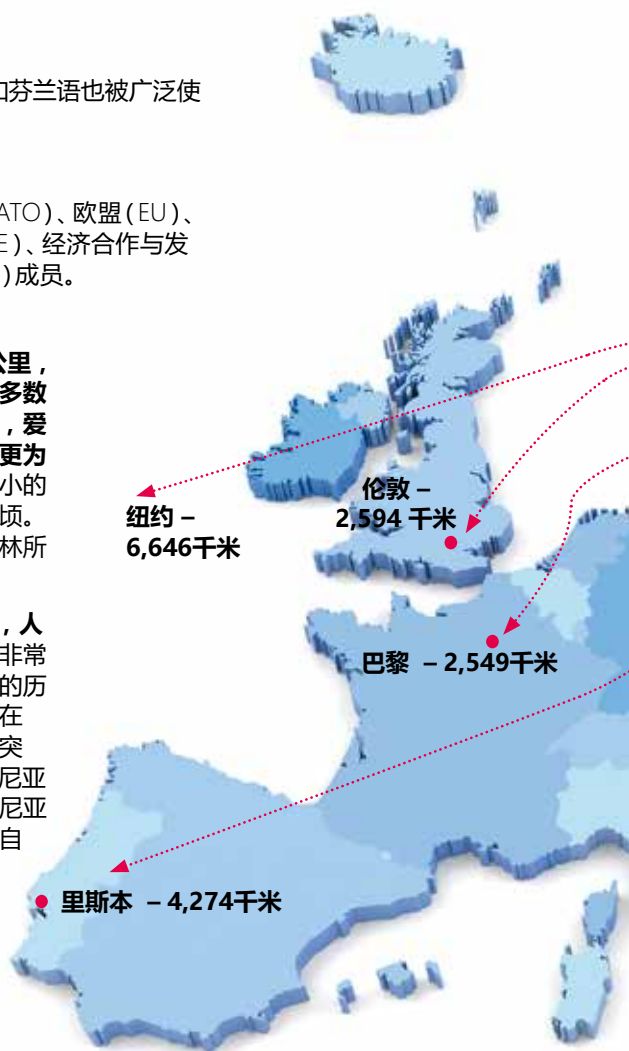 和芬兰语也被广泛使
ATO）、欧盟（EU）、
E）、经济合作与发
）成员。
公里，
多数
，爱
更为
小的
顷。
林所
，人
非常
的历
在
突
尼亚
尼亚
自
纽约 –
6,646千米
伦敦 –
2,594 千米
巴黎 – 2,549千米
里斯本 – 4,274千米